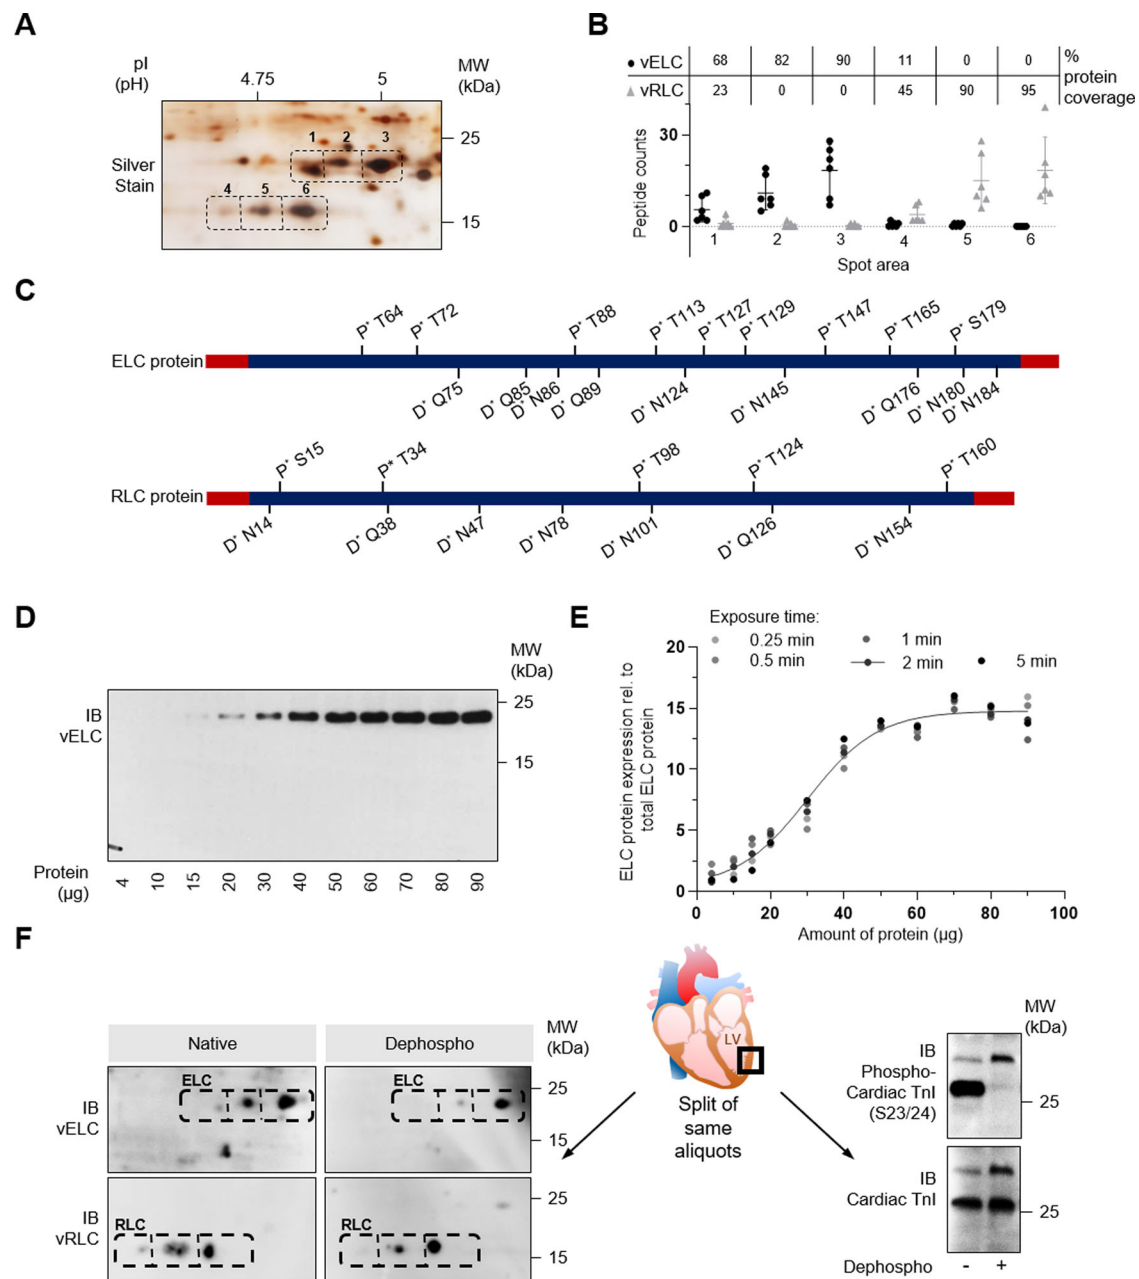 A
pI
(pH)
4.75
5
MW
(kDa)
Silver
Stain
1
2
3
4
5
6
25
15
B
vELC 68 82 90 11 0 0
vRLC 23 0 0 45 90 95
%
protein
coverage
Peptide counts
30
0
1 2 3 4 5 6
Spot area
C
P* T64 P* T72 P* T88 P* T113 P* T127 P* T129 P* T147 P* T165 P* S179
ELC protein
D* Q75 D* Q85 D* N86 D* Q89 D* N124 D* N145 D* Q176 D* N180 D* N184
P* S15 P* T34 P* T98 P* T124 P* T160
RLC protein
D* N14 D* Q38 D* N47 D* N78 D* N101 D* Q126 D* N154
D
MW
(kDa)
IB
vELC
25
15
Protein
(µg)
4 10 15 20 30 40 50 60 70 80 90
E
Exposure time:
0.25 min 1 min
0.5 min 2 min 5 min
ELC protein expression rel. to
total ELC protein
20
15
10
5
0
0 20 40 60 80 100
Amount of protein (µg)
F
Native
Dephospho
MW
(kDa)
IB
vELC
ELC
ELC
25
15
IB
vRLC
RLC
RLC
25
15
LV
Split of
same
aliquots
MW
(kDa)
IB
Phospho-
Cardiac TnI
(S23/24)
25
IB
Cardiac TnI
25
Dephospho - +